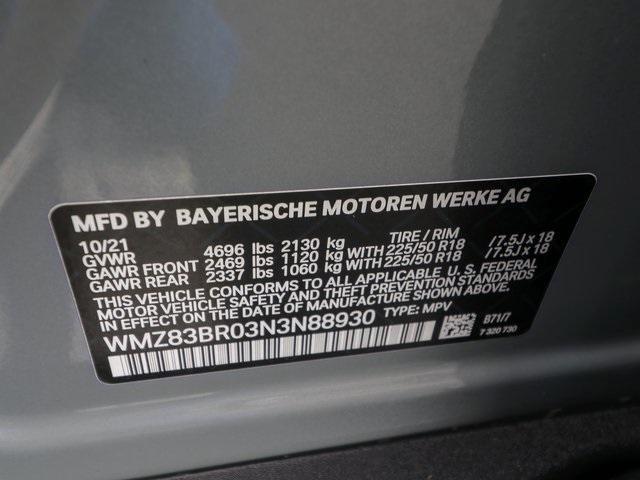 MFD BY BAYERISCHE MOTOREN WERKE AG
10/21 TIRE / RIM
GVWR 4696 lbs 2130 kg
GAWR FRONT 2469 lbs 1120 kg WITH 225/50 R18 / 7.5J x 18
GAWR REAR 2337 lbs 1060 kg WITH 225/50 R18 / 7.5J x 18
THIS VEHICLE CONFORMS TO ALL APPLICABLE U.S. FEDERAL
MOTOR VEHICLE SAFETY AND THEFT PREVENTION STANDARDS
IN EFFECT ON THE DATE OF MANUFACTURE SHOWN ABOVE.
WMZ83BR03N3N88930 TYPE: MPV
B71/7
7 320 730